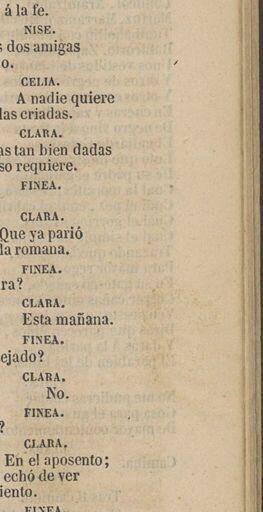 á la fe.
NISE.
s dos amigas
o.
CELIA.
A nadie quiere
las criadas.
CLARA.
as tan bien dadas
so requiere.
FINEA.
CLARA.
Que ya parió
la romana.
FINEA.
ra?
CLARA.
Esta mañana.
FINEA.
ejado?
CLARA.
No.
FINEA.
?
CLARA.
En el aposento;
echó de ver
iento.
FINEA